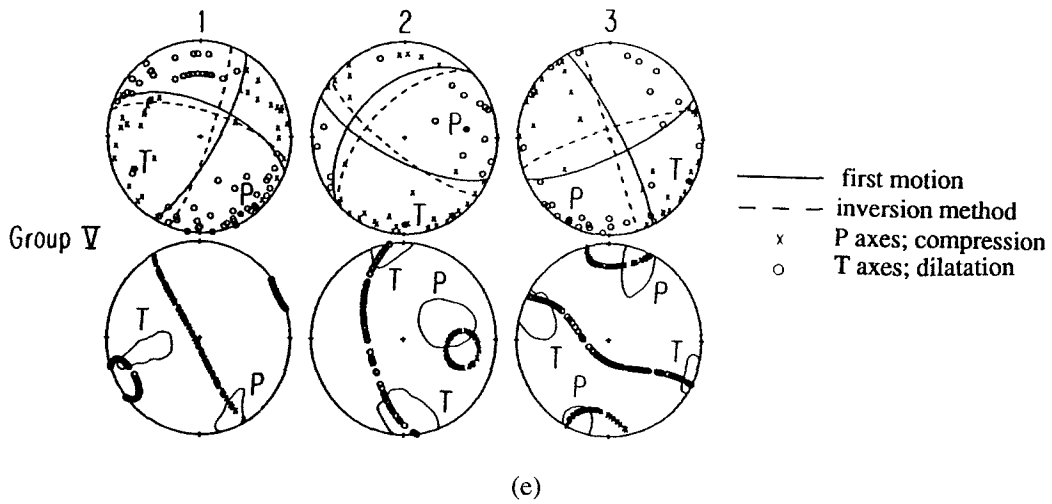 1 2 3
P
T
T
P
T
P
first motion
inversion method
x P axes; compression
o T axes; dilatation
Group V
T
P
T
P
T
P
T
T
P
(e)